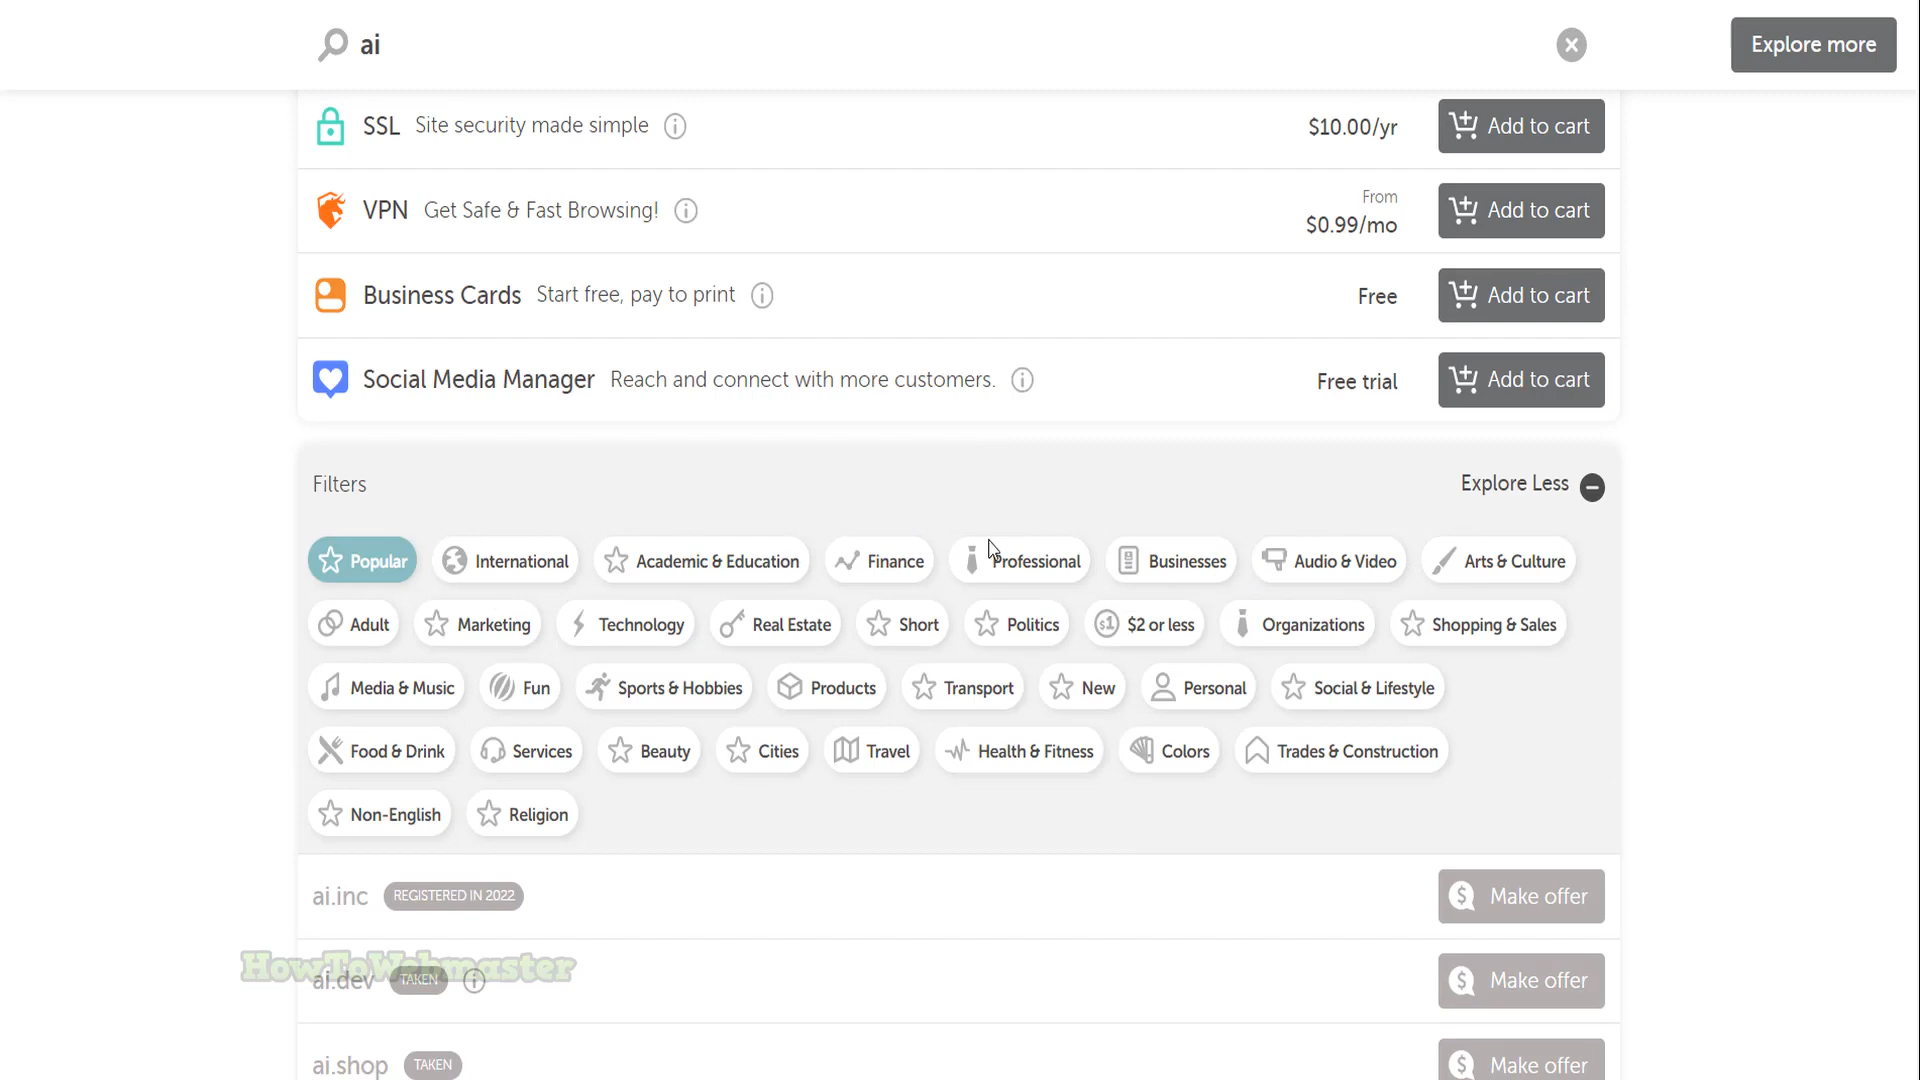 ai
Explore more
SSL Site security made simple $10.00/yr Add to cart
From
VPN Get Safe & Fast Browsing! $0.99/mo Add to cart
Business Cards Start free, pay to print Free Add to cart
Social Media Manager Reach and connect with more customers. Free trial Add to cart
Filters Explore Less
Popular International Academic & Education Finance Professional Businesses Audio & Video Arts & Culture
Adult Marketing Technology Real Estate Short Politics $1 $2 or less Organizations Shopping & Sales
Media & Music Fun Sports & Hobbies Products Transport New Personal Social & Lifestyle
Food & Drink Services Beauty Cities Travel Health & Fitness Colors Trades & Construction
Non-English Religion
ai.inc REGISTERED IN 2022 $ Make offer
HowToWebmaster
ai.dev TAKEN $ Make offer
ai.shop TAKEN $ Make offer